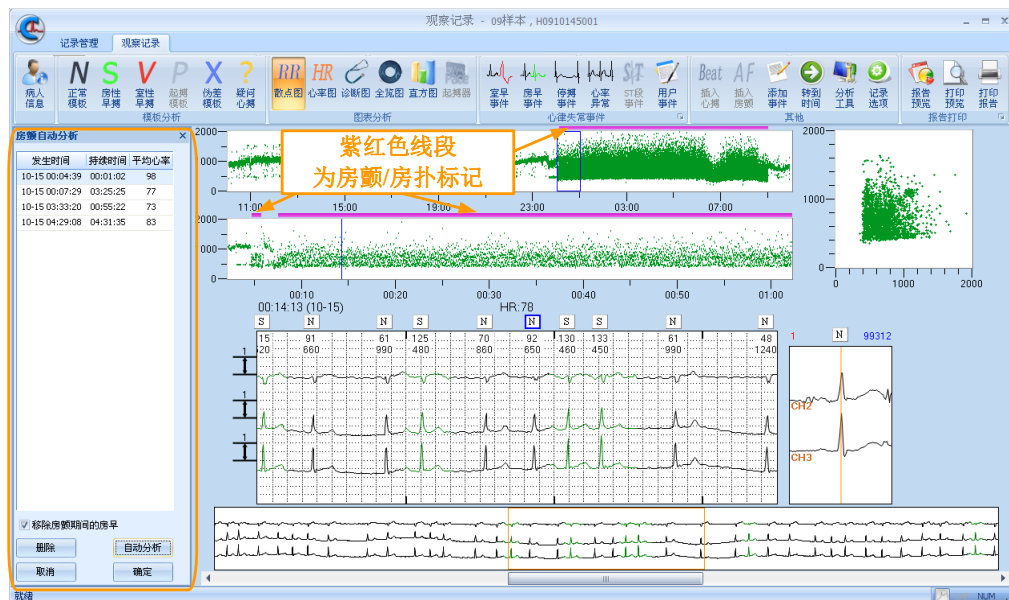 观察记录 - 09样本，H0910145001
记录管理 观察记录
N S V P X ? RR HR Beat AF
病人信息 正常模板 房性早搏 室性早搏 起搏模板 伪差模板 疑问心搏 散点图 心率图 诊断图 全览图 直方图 起搏器 室早事件 房早事件 停搏事件 心率异常 ST段事件 用户事件 插入心搏 插入房颤 添加事件 转到时间 分析工具 记录选项 报告预览 打印预览 打印报告
模板分析 图表分析 心律失常事件 其他 报告打印
房颤自动分析
发生时间 持续时间 平均心率
10-15 00:04:39 00:01:02 98
10-15 00:07:29 03:25:25 77
10-15 03:33:20 00:55:22 73
10-15 04:29:08 04:31:35 83
移除房颤期间的房早
删除 自动分析
取消 确定
紫红色线段
为房颤/房扑标记
2000
1000
0
11:00 15:00 19:00 23:00 03:00 07:00
2000
1000
0
00:10 00:20 00:30 00:40 00:50 01:00
2000
1000
0
0 1000 2000
00:14:13 (10-15) HR:78
S N N S N N S S N N
15 91 61 125 70 92 130 133 61 48
520 660 990 480 860 650 460 450 990 1240
1
1
1
1 N 99312
CH2
CH3
就绪 NUM